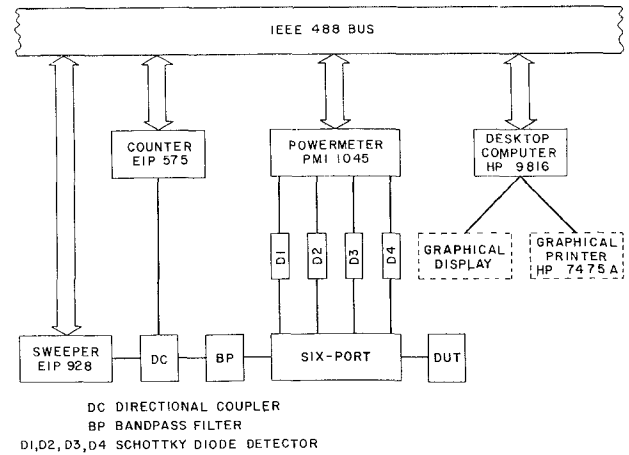 IEEE 488 BUS
COUNTER
EIP 575
POWERMETER
PMI 1045
DESKTOP
COMPUTER
HP 9816
D1
D2
D3
D4
GRAPHICAL
DISPLAY
GRAPHICAL
PRINTER
HP 7475A
SWEEPER
EIP 928
DC
BP
SIX-PORT
DUT
DC DIRECTIONAL COUPLER
BP BANDPASS FILTER
D1,D2,D3,D4 SCHOTTKY DIODE DETECTOR